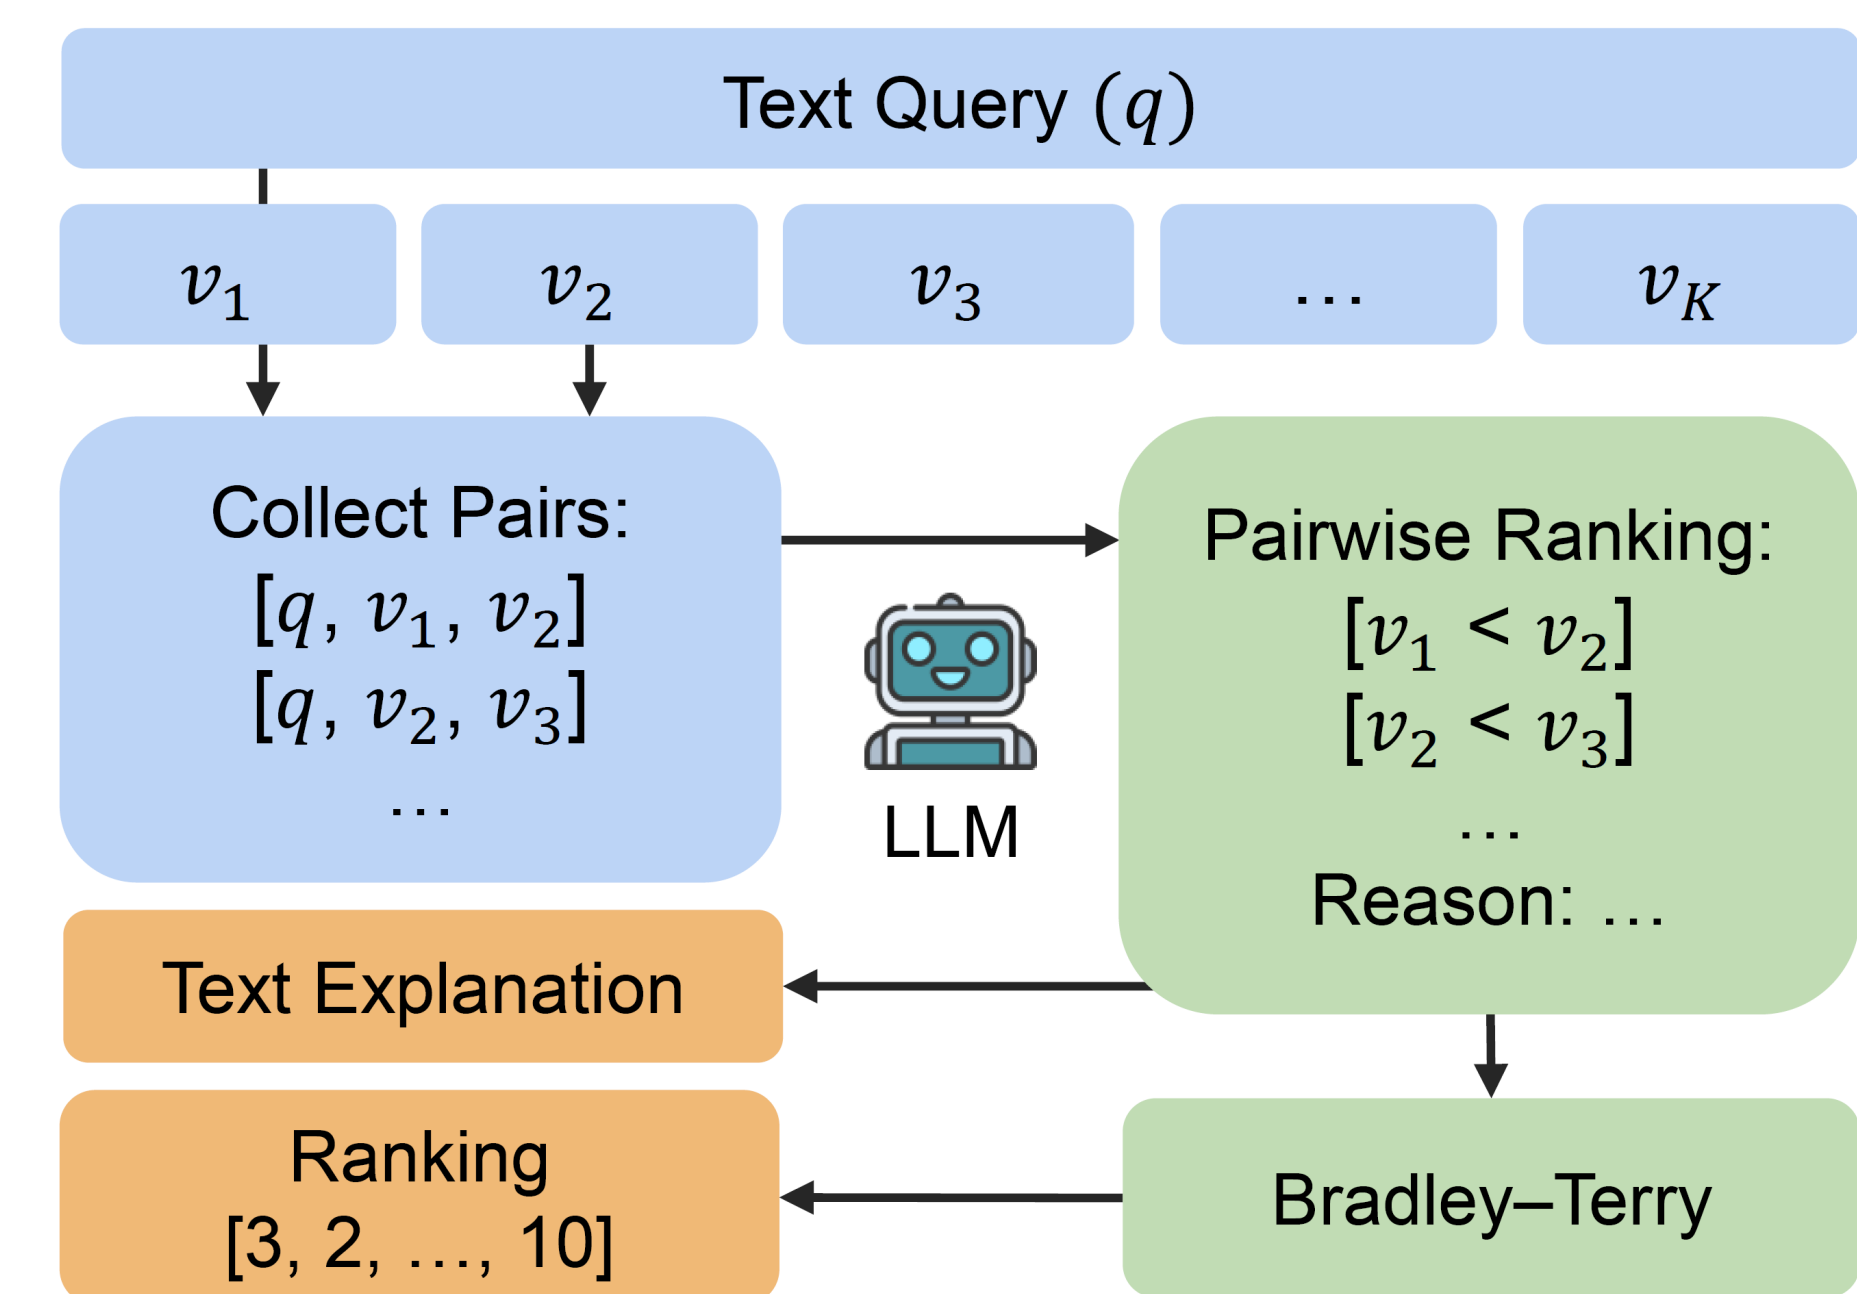 Text Query (q)
v₁ v₂ v₃ … v_K
Collect Pairs:
[q, v₁, v₂]
[q, v₂, v₃]
…
LLM
Pairwise Ranking:
[v₁ < v₂]
[v₂ < v₃]
…
Reason: …
Text Explanation
Ranking
[3, 2, …, 10]
Bradley–Terry